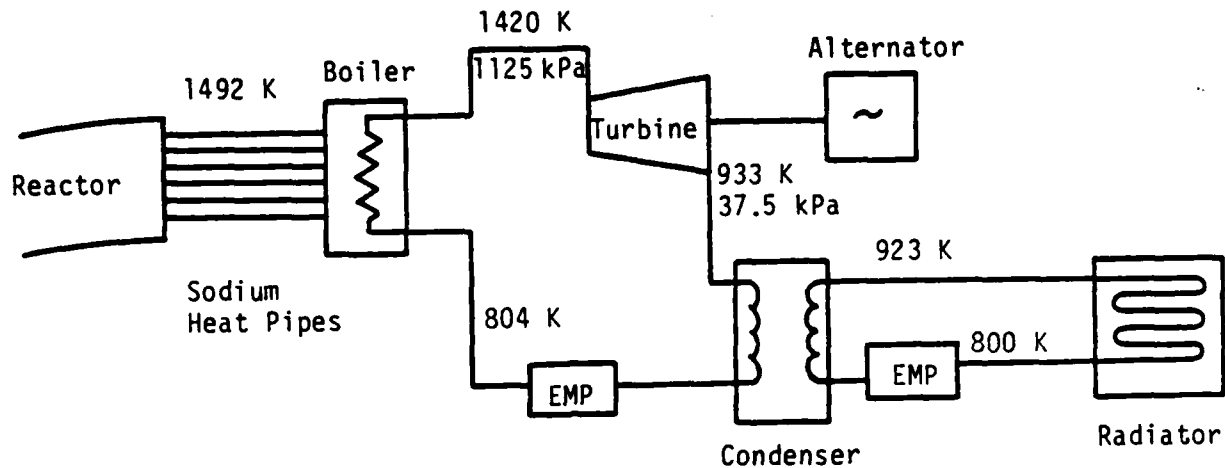 1420 K
Alternator
Boiler
1125 kPa
1492 K
~
Turbine
Reactor
933 K
37.5 kPa
923 K
Sodium
Heat Pipes
804 K
800 K
EMP
EMP
Condenser
Radiator